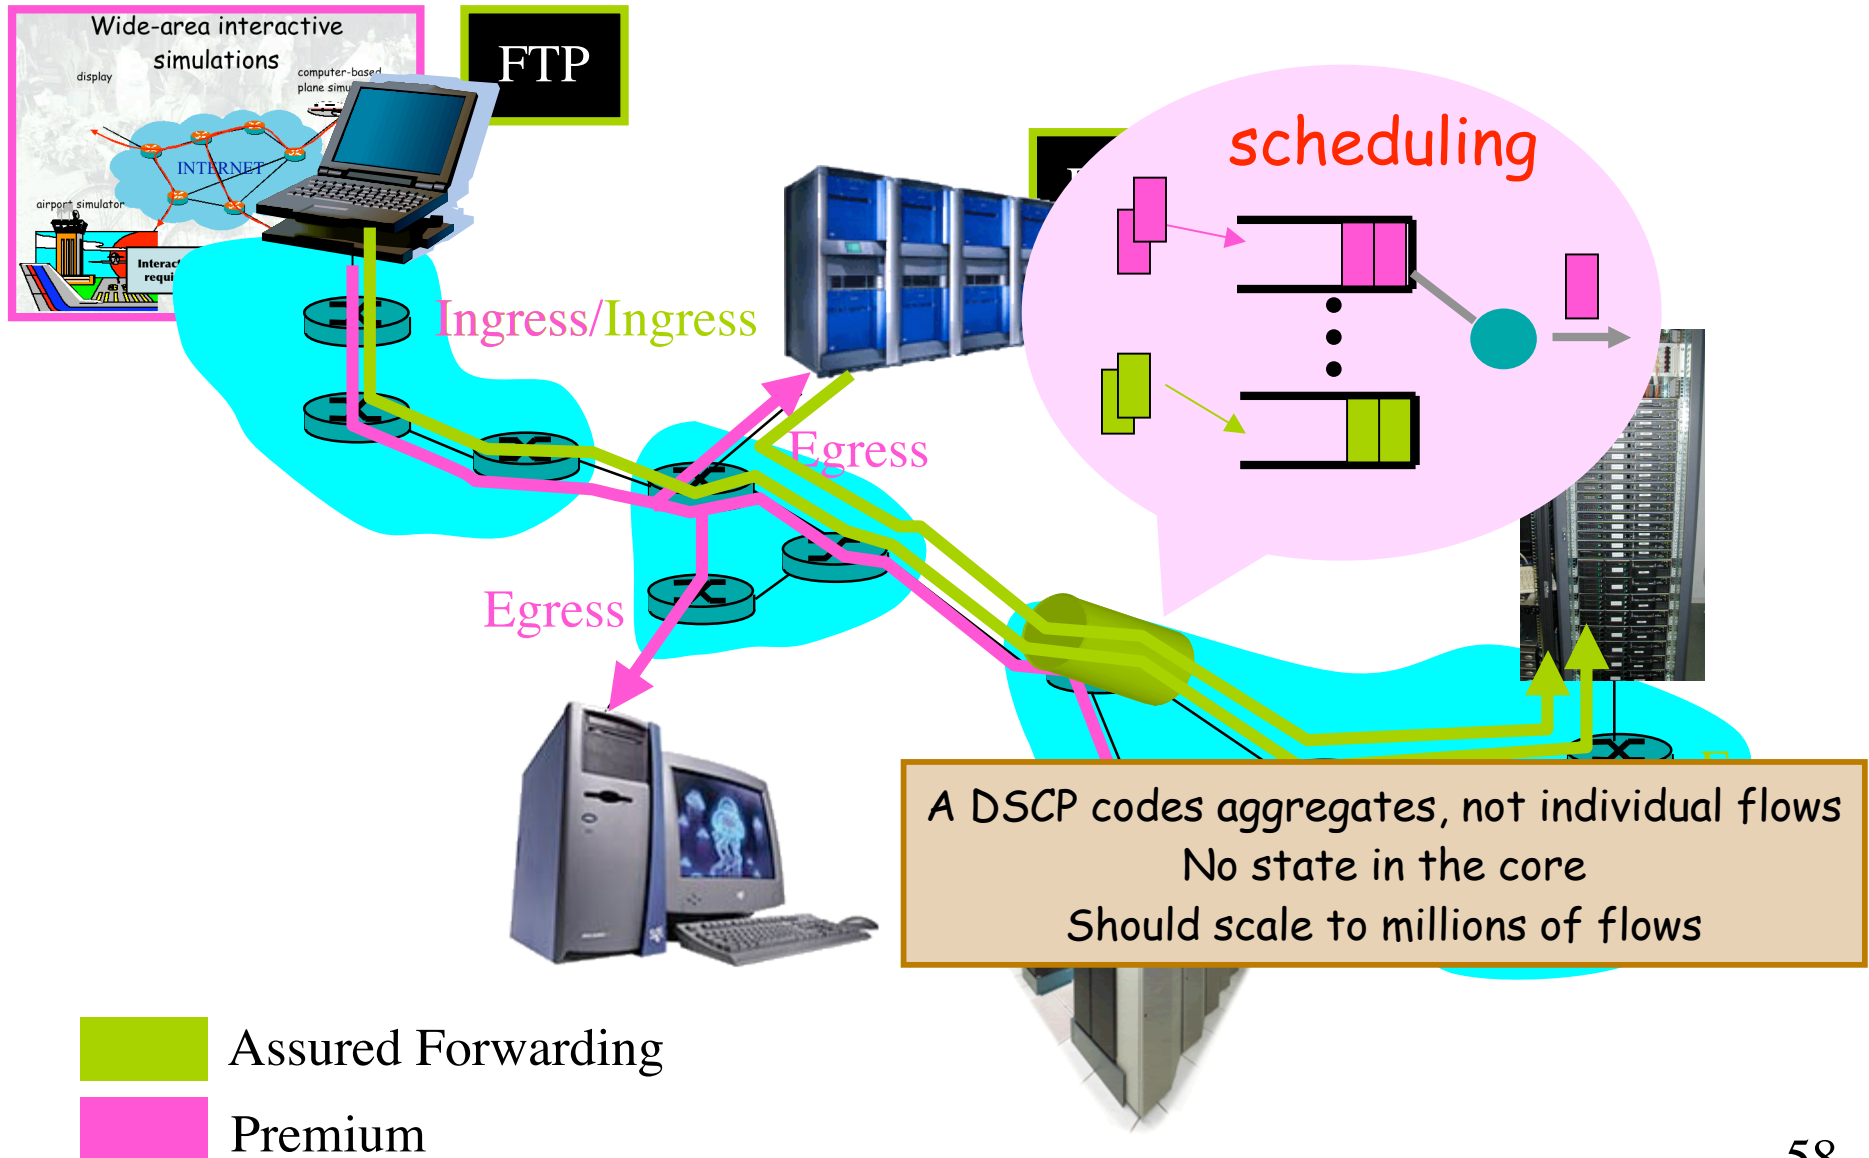 Wide-area interactive
simulations
display
computer-based
INTERNET
airport simulator
FTP
scheduling
Ingress/Ingress
Egress
Egress
A DSCP codes aggregates, not individual flows
No state in the core
Should scale to millions of flows
Assured Forwarding
Premium
58